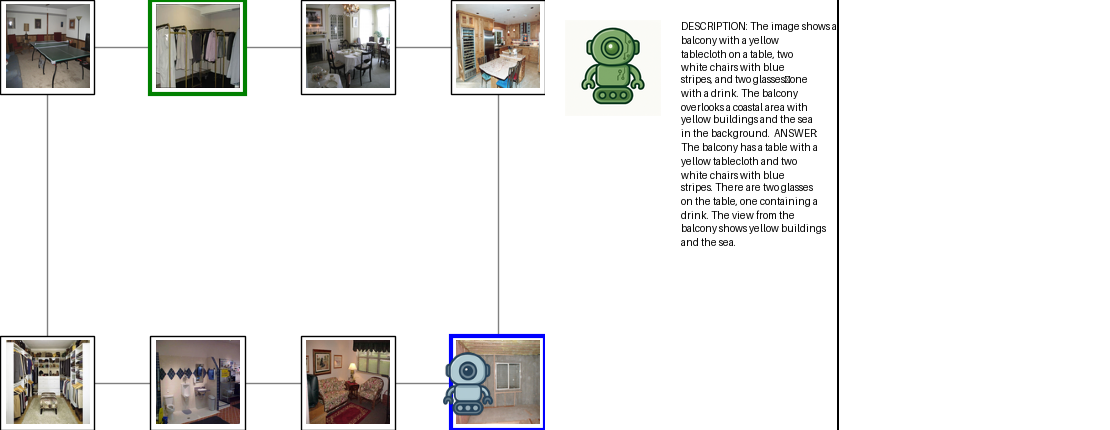 DESCRIPTION: The image shows a
balcony with a yellow
tablecloth on a table, two
white chairs with blue
stripes, and two glasses▯one
with a drink. The balcony
overlooks a coastal area with
yellow buildings and the sea
in the background.  ANSWER:
The balcony has a table with a
yellow tablecloth and two
white chairs with blue
stripes. There are two glasses
on the table, one containing a
drink. The view from the
balcony shows yellow buildings
and the sea.